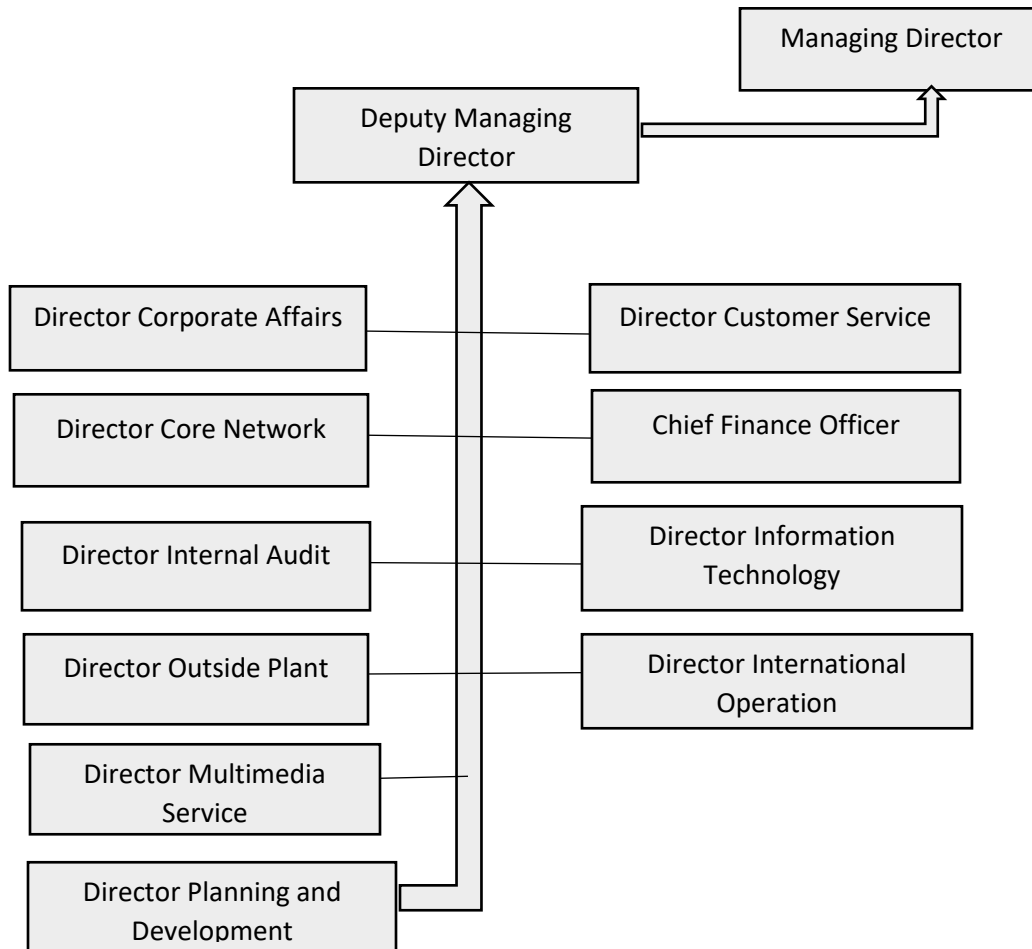 Managing Director
Deputy Managing
Director
Director Corporate Affairs
Director Customer Service
Director Core Network
Chief Finance Officer
Director Internal Audit
Director Information
Technology
Director Outside Plant
Director International
Operation
Director Multimedia
Service
Director Planning and
Development